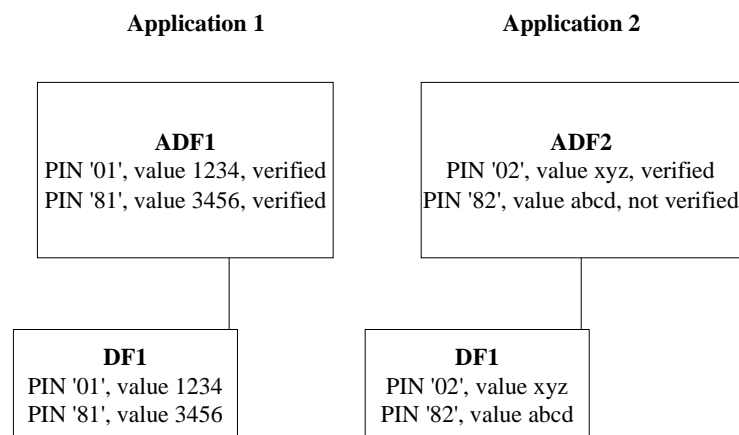 Application 1
Application 2
ADF1
PIN '01', value 1234, verified
PIN '81', value 3456, verified
ADF2
PIN '02', value xyz, verified
PIN '82', value abcd, not verified
DF1
PIN '01', value 1234
PIN '81', value 3456
DF1
PIN '02', value xyz
PIN '82', value abcd